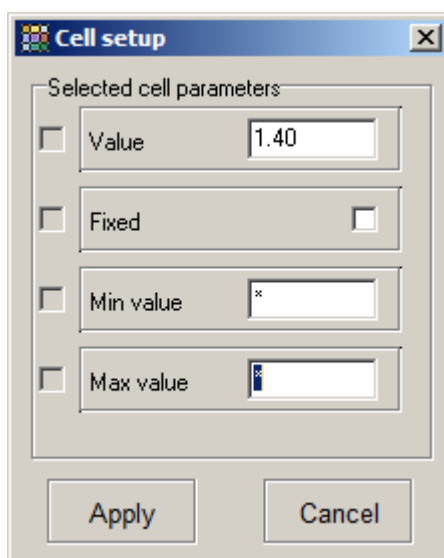 Cell setup
Selected cell parameters
Value 1.40
Fixed
Min value *
Max value *
Apply Cancel